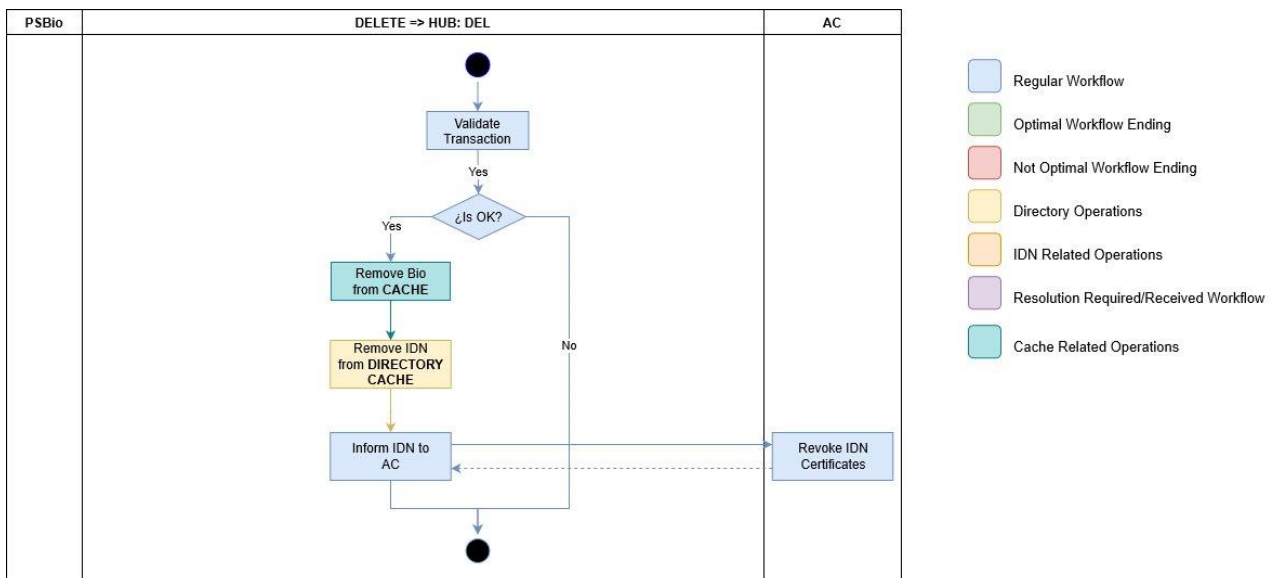 PSBio
DELETE => HUB: DEL
AC
Validate
Transaction
Yes
¿Is OK?
Yes
Remove Bio
from CACHE
No
Remove IDN
from DIRECTORY
CACHE
Inform IDN to
AC
Revoke IDN
Certificates
Regular Workflow
Optimal Workflow Ending
Not Optimal Workflow Ending
Directory Operations
IDN Related Operations
Resolution Required/Received Workflow
Cache Related Operations